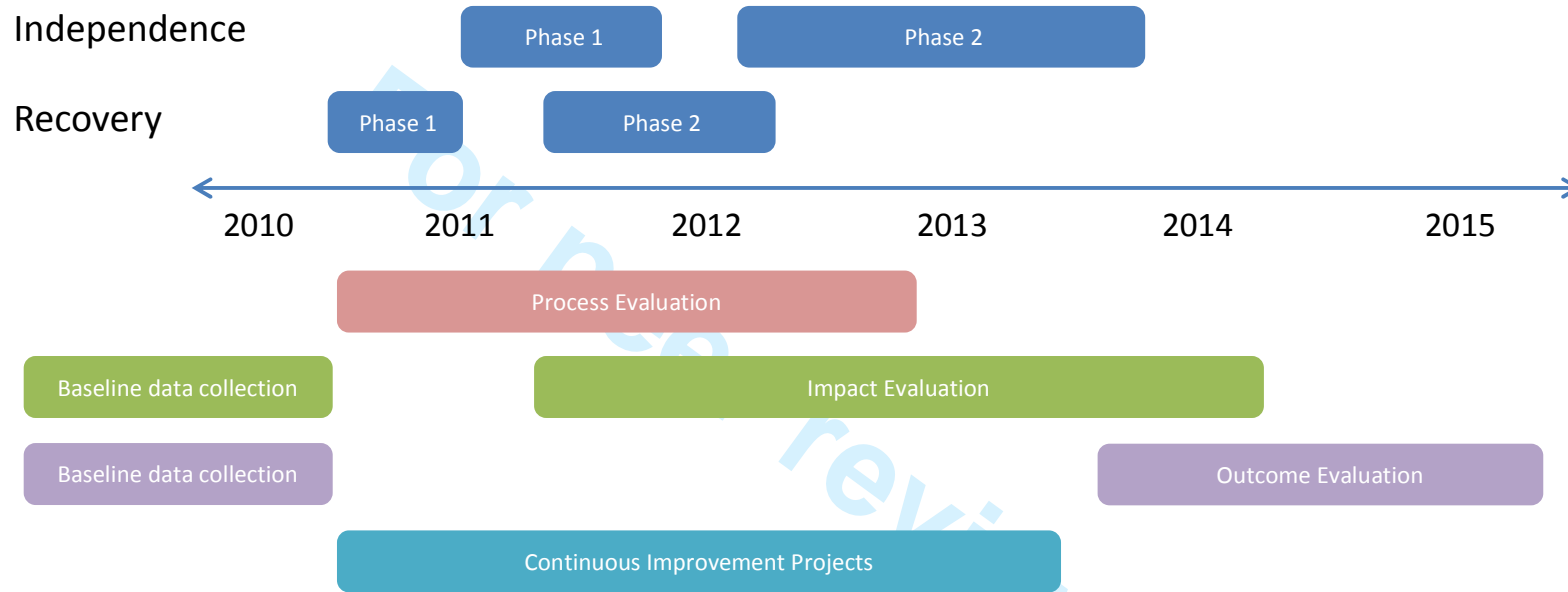 Independence
Phase 1
Phase 2
Recovery
Phase 1
Phase 2
2010
2011
2012
2013
2014
2015
Process Evaluation
Baseline data collection
Impact Evaluation
Baseline data collection
Outcome Evaluation
Continuous Improvement Projects